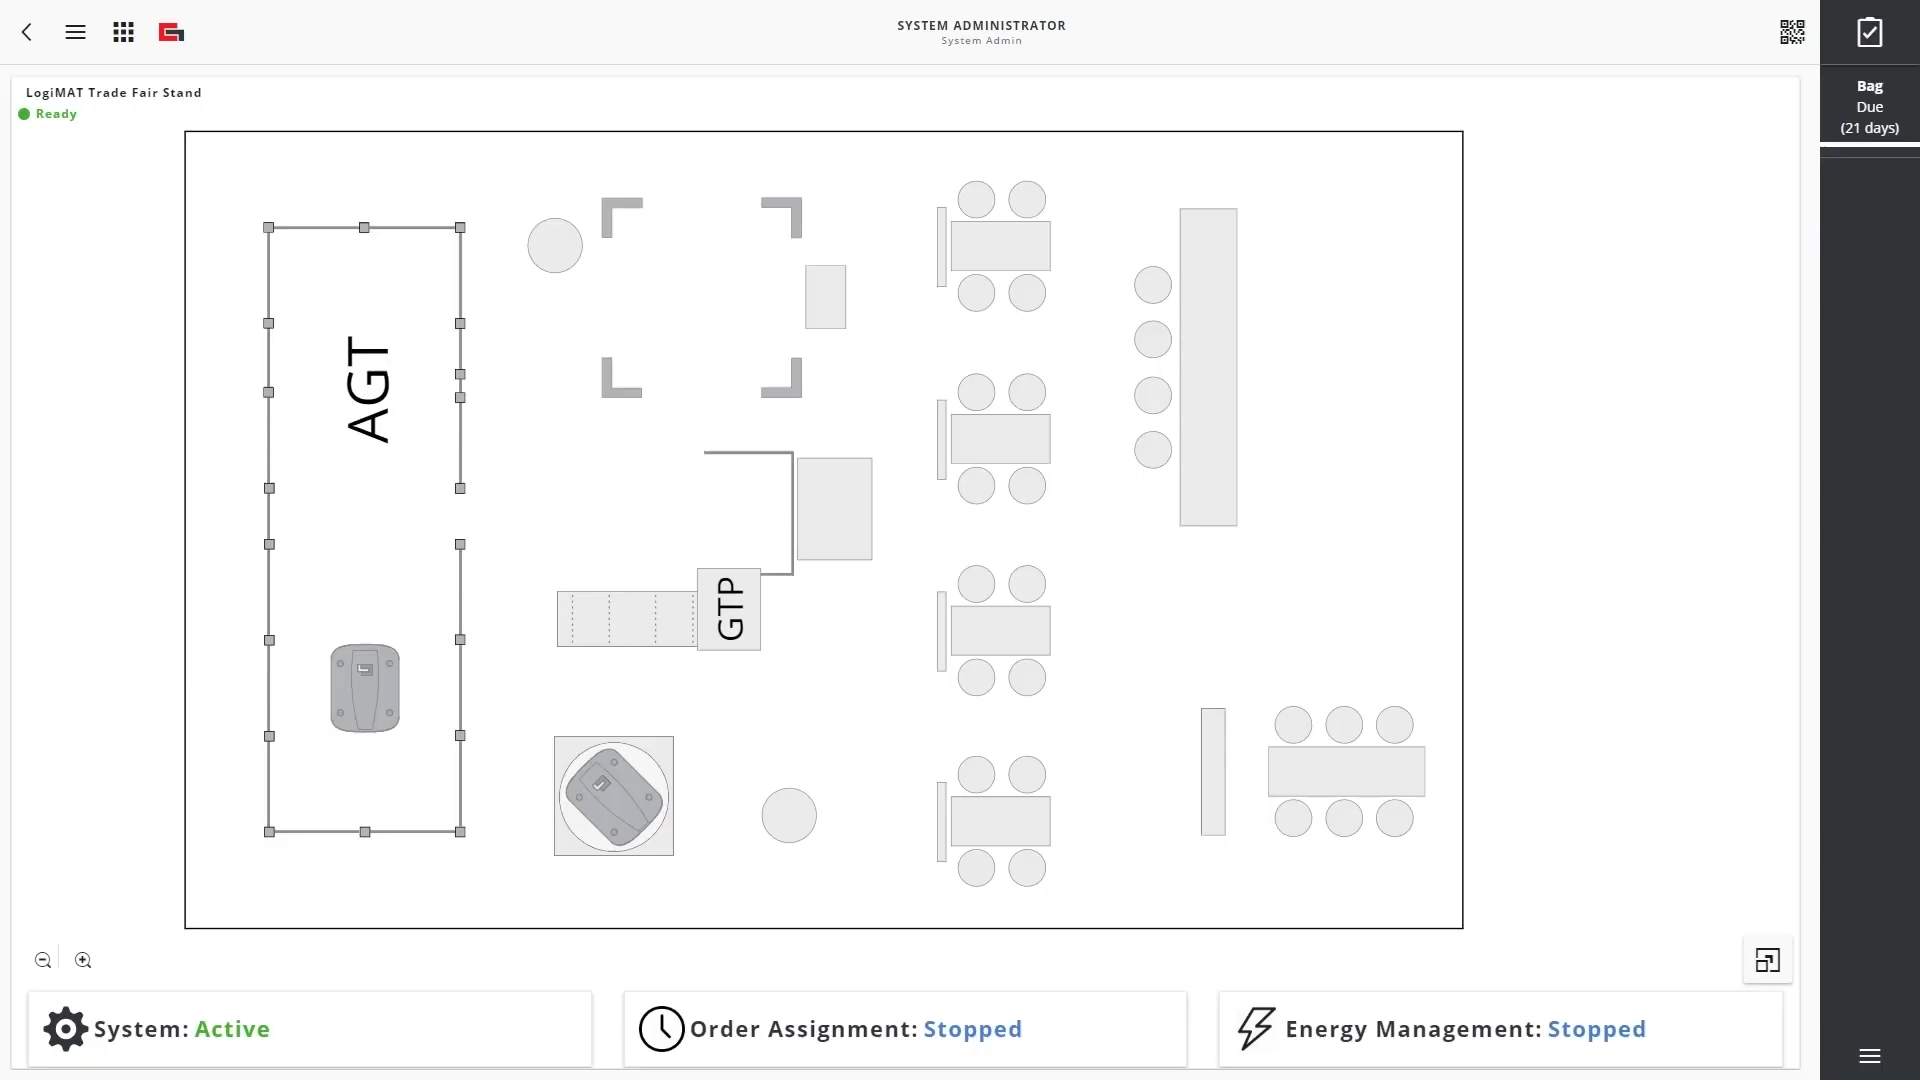 SYSTEM ADMINISTRATOR
System Admin
Bag
Due
(21 days)
LogiMAT Trade Fair Stand
Ready
AGT
GTP
System: Active
Order Assignment: Stopped
Energy Management: Stopped